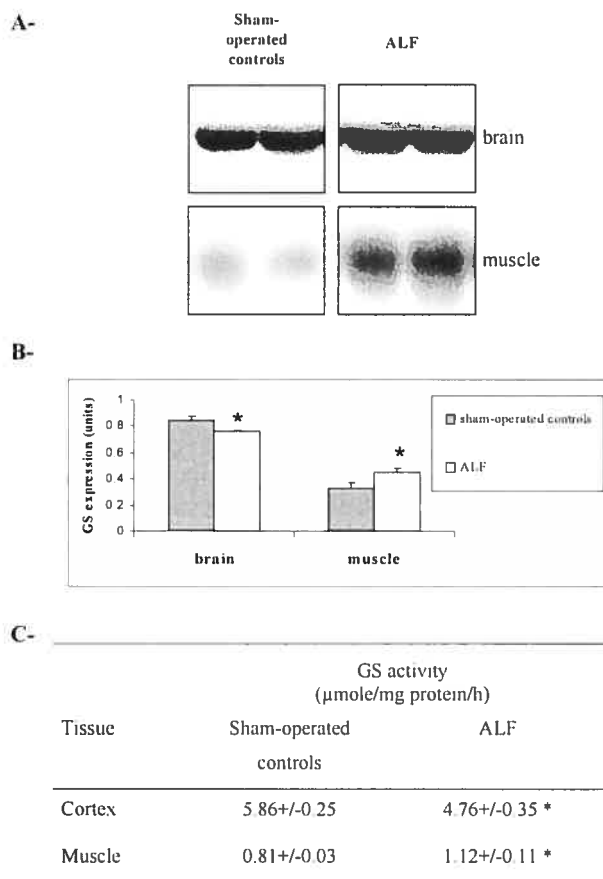 A-
Sham-
operated
controls
ALF
brain
muscle
B-
GS expression (units)
1
0 8
0 6
0 4
0 2
0
*
*
brain
muscle
sham-operated controls
ALF
C-
GS activity
(µmole/mg protein/h)
Tissue
Sham-operated
controls
ALF
Cortex
5.86+/-0.25
4.76+/-0.35 *
Muscle
0.81+/-0.03
1.12+/-0.11 *